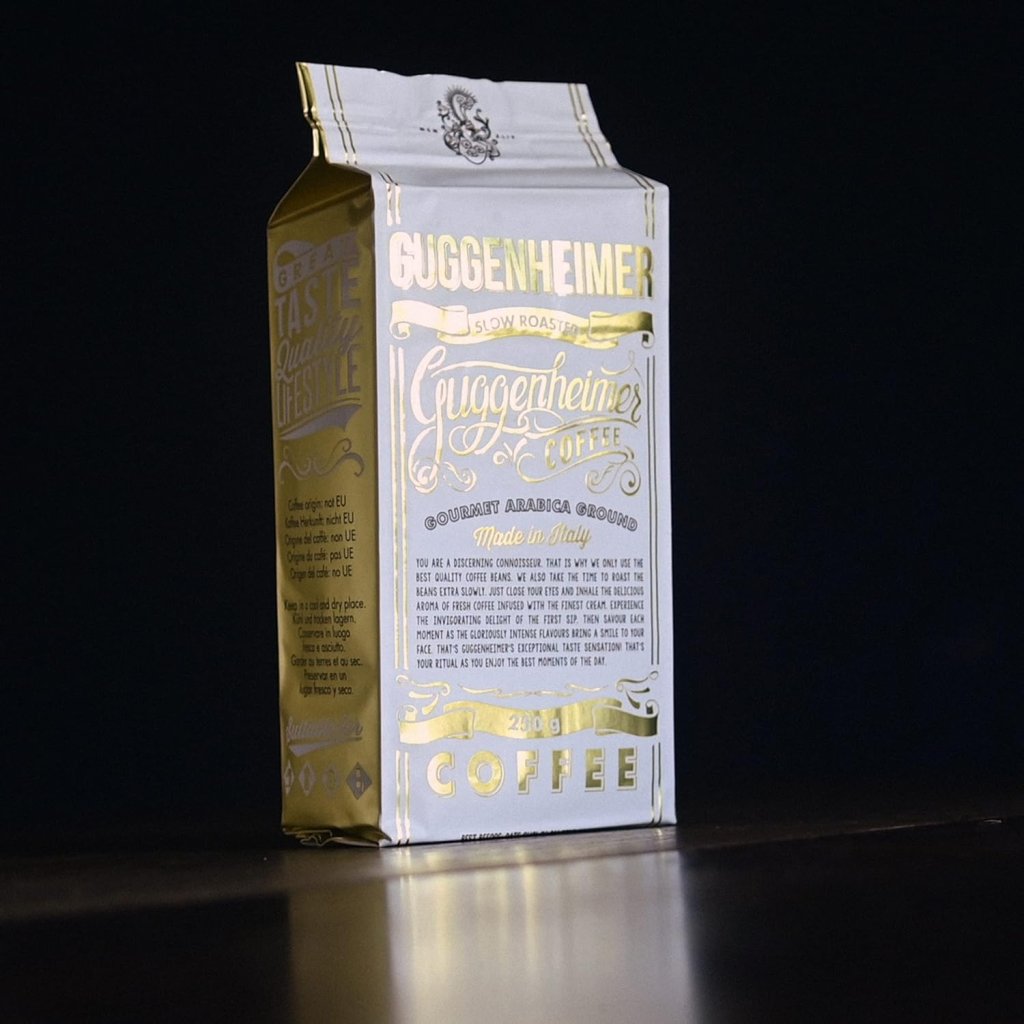 GUGGENHEIMER
SLOW ROASTED
Guggenheimer
COFFEE
GOURMET ARABICA GROUND
Made in Italy
YOU ARE A DISCERNING CONNOISSEUR. THAT IS WHY WE ONLY USE THE
BEST QUALITY COFFEE BEANS. WE ALSO TAKE THE TIME TO ROAST THE
BEANS EXTRA SLOWLY. JUST CLOSE YOUR EYES AND INHALE THE DELICIOUS
AROMA OF FRESH COFFEE INFUSED WITH THE FINEST CREAM. EXPERIENCE
THE INVIGORATING DELIGHT OF THE FIRST SIP. THEN SAVOUR EACH
MOMENT AS THE GLORIOUSLY INTENSE FLAVOURS BRING A SMILE TO YOUR
FACE. THAT'S GUGGENHEIMER'S EXCEPTIONAL TASTE SENSATION! THAT'S
YOUR RITUAL AS YOU ENJOY THE BEST MOMENTS OF THE DAY.
250 g
COFFEE
BEST BEFORE DATE
GREAT
TASTE
Quality
LIFESTYLE
Coffee origin: not EU
Kaffee Herkunft: nicht EU
Origine del caffè: non UE
Origine du café: pas UE
Origen del café: no UE
Keep in a cool and dry place.
Kühl und trocken lagern.
Conservare in luogo
fresco e asciutto.
Garder au terres et au sec.
Preservar en un
lugar fresco y seco.
Suitable for